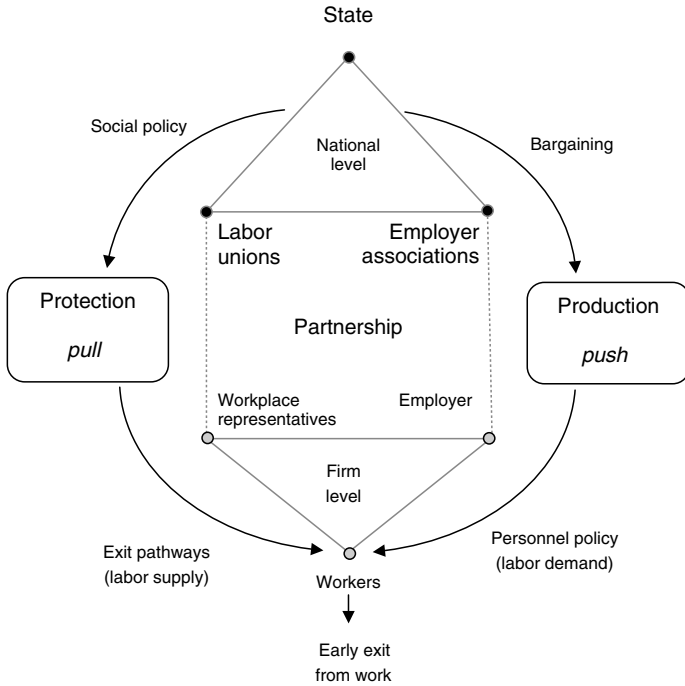 State
Social policy
Bargaining
National
level
Labor
unions
Employer
associations
Protection
pull
Partnership
Production
push
Workplace
representatives
Employer
Firm
level
Exit pathways
(labor supply)
Personnel policy
(labor demand)
Workers
Early exit
from work